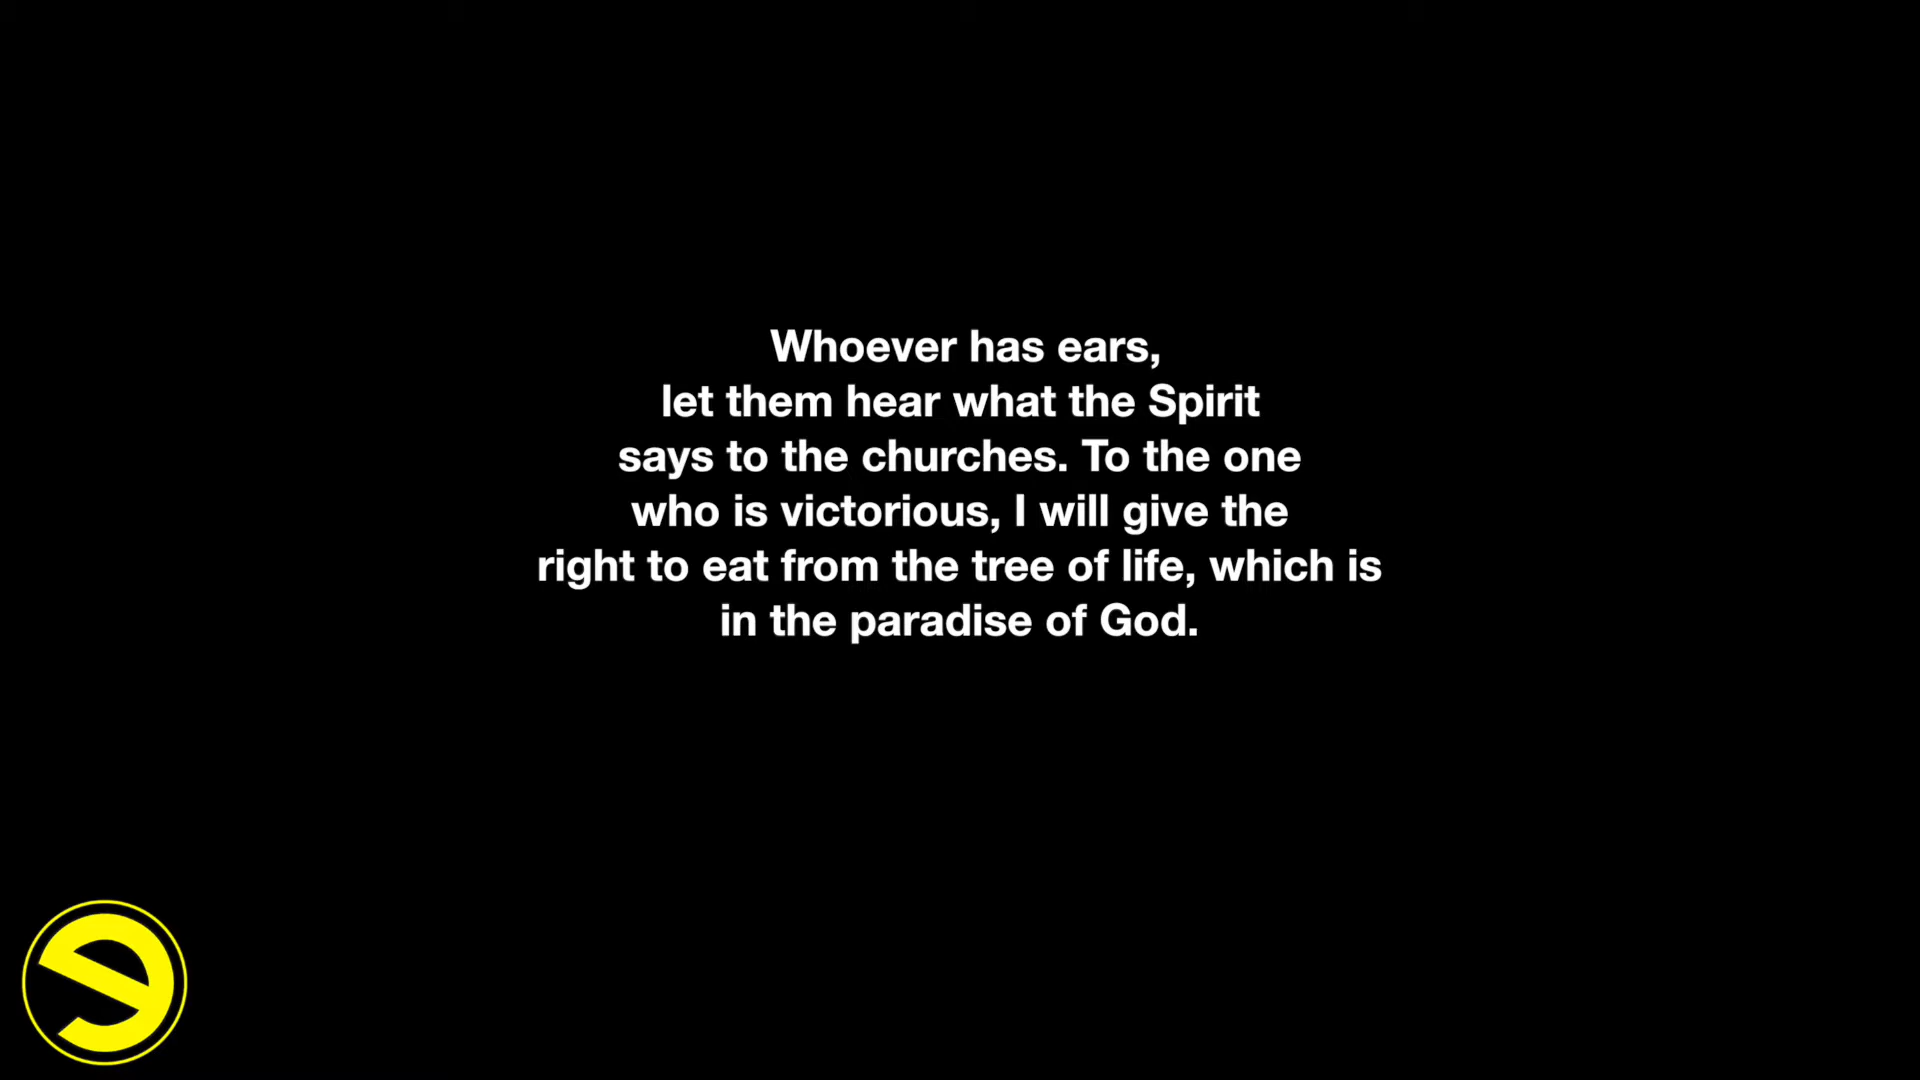 Whoever has ears,
let them hear what the Spirit
says to the churches. To the one
who is victorious, I will give the
right to eat from the tree of life, which is
in the paradise of God.